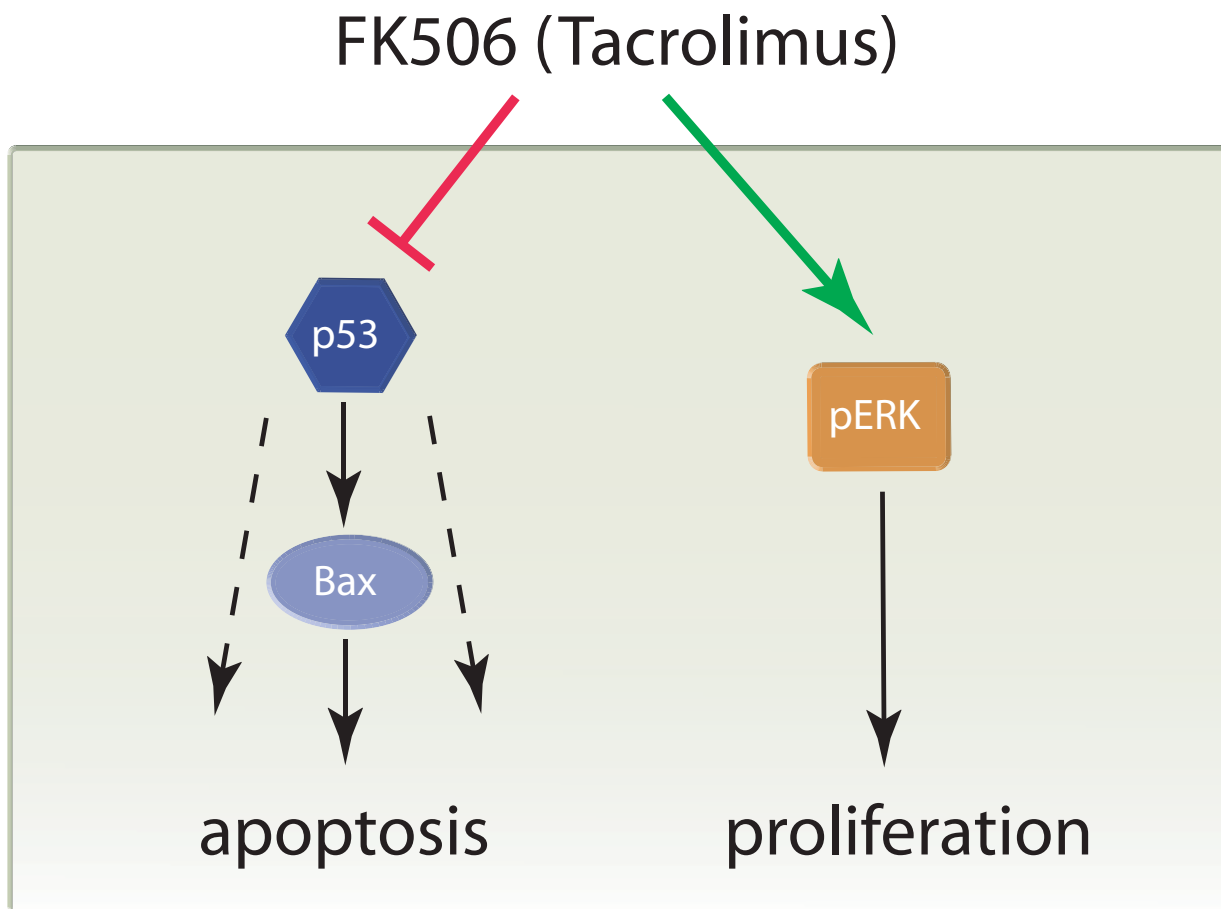 FK506 (Tacrolimus)
p53
pERK
Bax
apoptosis
proliferation